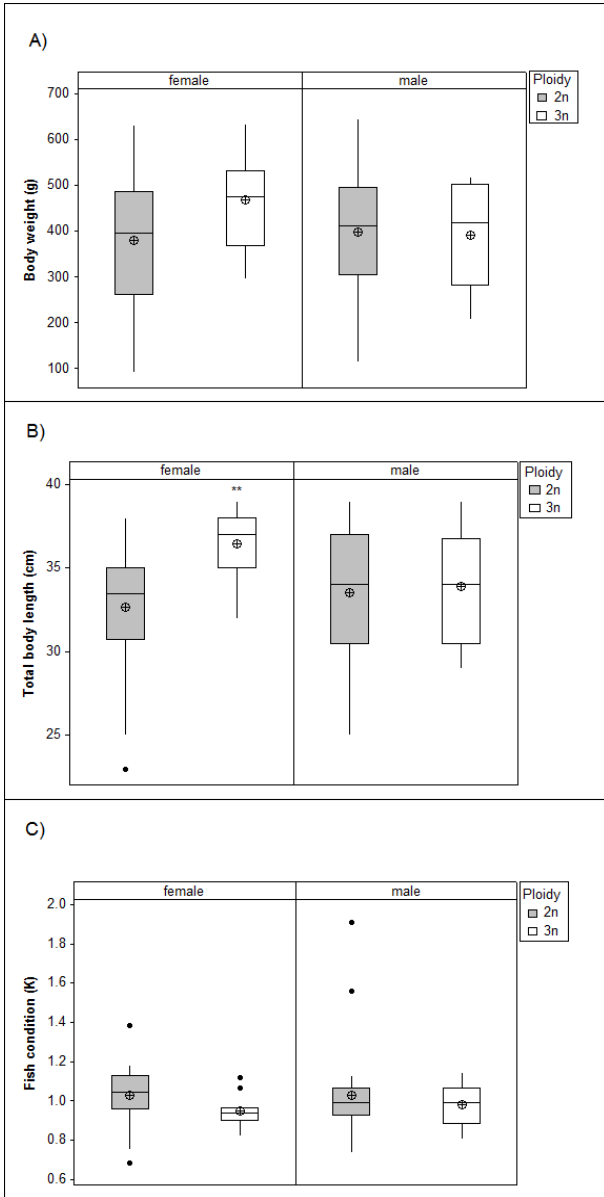 A)
female male
Ploidy
2n
3n
Body weight (g)
700
600
500
400
300
200
100
B)
female male
Ploidy
2n
3n
**
Total body length (cm)
40
35
30
25
C)
female male
Ploidy
2n
3n
Fish condition (K)
2.0
1.8
1.6
1.4
1.2
1.0
0.8
0.6